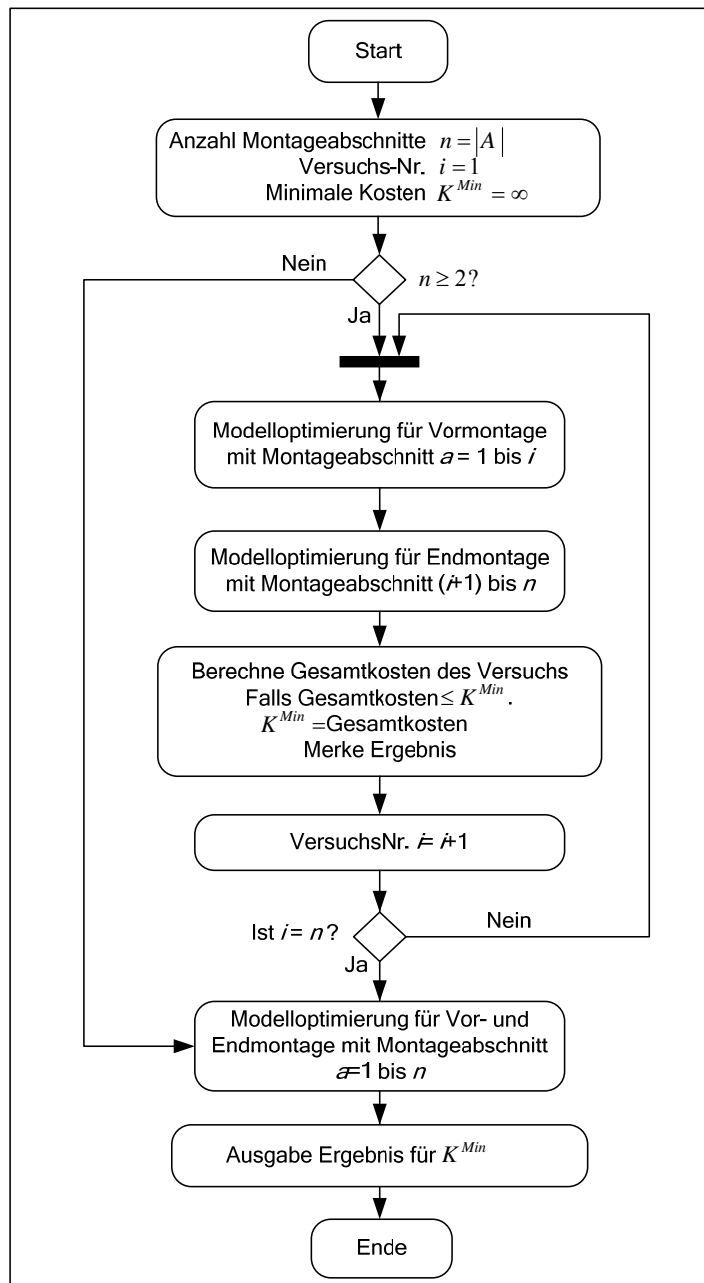 Start
Anzahl Montageabschnitte n = |A|
Versuchs-Nr. i = 1
Minimale Kosten K^Min = ∞
Nein
n ≥ 2?
Ja
Modelloptimierung für Vormontage
mit Montageabschnitt a = 1 bis i
Modelloptimierung für Endmontage
mit Montageabschnitt (i+1) bis n
Berechne Gesamtkosten des Versuchs
Falls Gesamtkosten ≤ K^Min.
K^Min =Gesamtkosten
Merke Ergebnis
VersuchsNr. i= i+1
Ist i = n?
Nein
Ja
Modelloptimierung für Vor- und
Endmontage mit Montageabschnitt
a=1 bis n
Ausgabe Ergebnis für K^Min
Ende